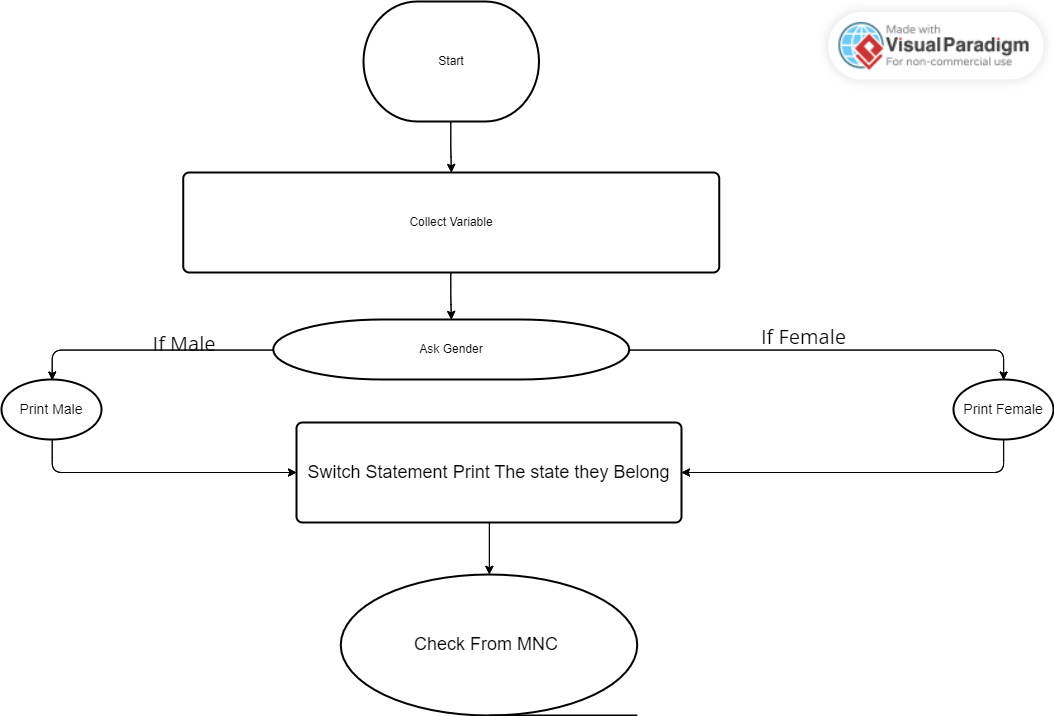 Start
Made with
Visual Paradigm
For non-commercial use
Collect Variable
If Male
Ask Gender
If Female
Print Male
Print Female
Switch Statement Print The state they Belong
Check From MNC